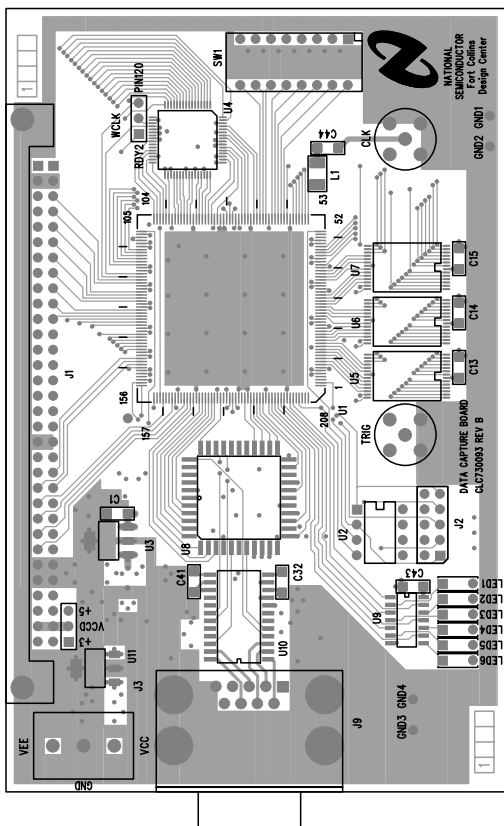 NATIONAL
SEMICONDUCTOR
Fort Collins
Design Center
SW1
PIN120
WCLK
RDY2
U4
C44
CLK
GND2 GND1
L1
53
104
105
52
U7
C15
U6
C14
U5
C13
J1
156
157
1
U1
208
TRIG
DATA CAPTURE BOARD
CLC730093 REV B
C1
U3
U8
U2
J2
C41
C32
C43
U9
U10
LED1
LED2
LED3
LED4
LED5
LED6
+5
VCCD
+3
U11
J3
J9
GND3 GND4
VEE
VCC
GND
1
1